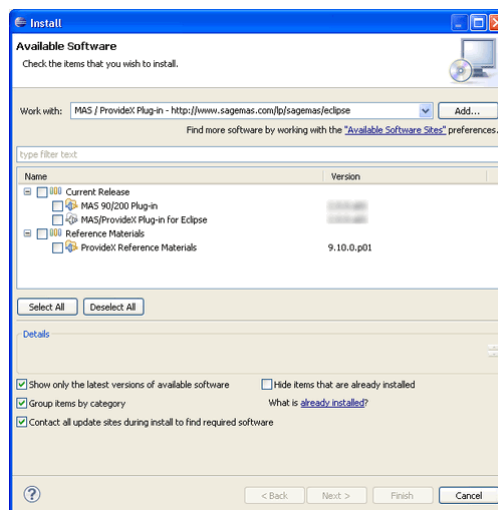 Install
Available Software
Check the items that you wish to install.
Work with: MAS / ProvideX Plug-in - http://www.sagemas.com/lp/sagemas/eclipse Add...
Find more software by working with the "Available Software Sites" preferences.
type filter text
Name Version
Current Release
MAS 90/200 Plug-in
MAS/ProvideX Plug-in for Eclipse
Reference Materials
ProvideX Reference Materials 9.10.0.p01
Select All Deselect All
Details
Show only the latest versions of available software Hide items that are already installed
Group items by category What is already installed?
Contact all update sites during install to find required software
< Back Next > Finish Cancel